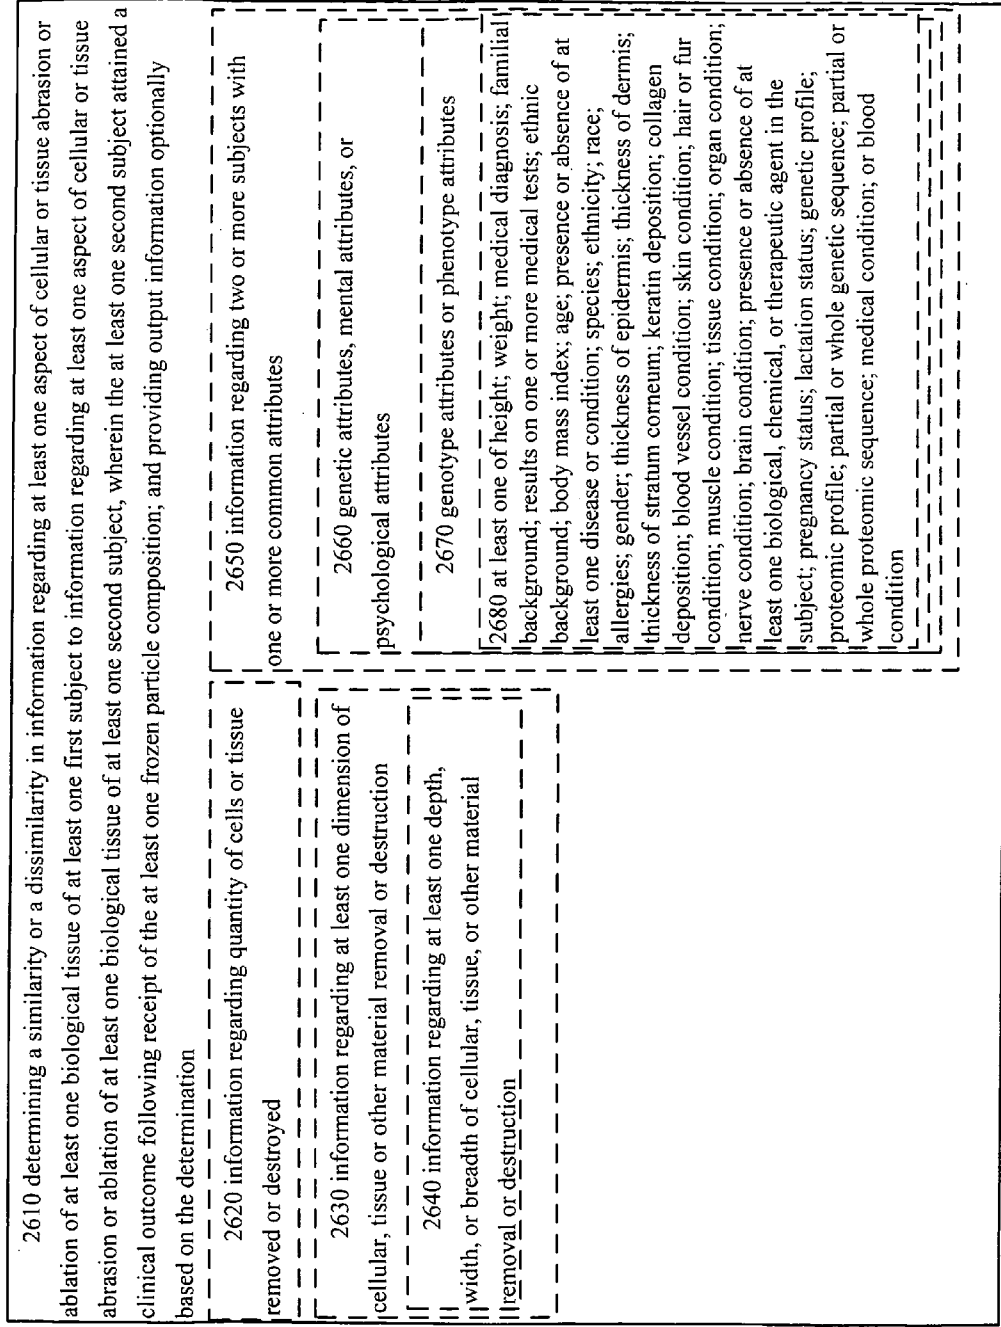 2610 determining a similarity or a dissimilarity in information regarding at least one aspect of cellular or tissue abrasion or
ablation of at least one biological tissue of at least one first subject to information regarding at least one aspect of cellular or tissue
abrasion or ablation of at least one biological tissue of at least one second subject, wherein the at least one second subject attained a
clinical outcome following receipt of the at least one frozen particle composition; and providing output information optionally
based on the determination
2620 information regarding quantity of cells or tissue
removed or destroyed
2630 information regarding at least one dimension of
cellular, tissue or other material removal or destruction
2640 information regarding at least one depth,
width, or breadth of cellular, tissue, or other material
removal or destruction
2650 information regarding two or more subjects with
one or more common attributes
2660 genetic attributes, mental attributes, or
psychological attributes
2670 genotype attributes or phenotype attributes
2680 at least one of height; weight; medical diagnosis; familial
background; results on one or more medical tests; ethnic
background; body mass index; age; presence or absence of at
least one disease or condition; species; ethnicity; race;
allergies; gender; thickness of epidermis; thickness of dermis;
thickness of stratum corneum; keratin deposition; collagen
deposition; blood vessel condition; skin condition; hair or fur
condition; muscle condition; tissue condition; organ condition;
nerve condition; brain condition; presence or absence of at
least one biological, chemical, or therapeutic agent in the
subject; pregnancy status; lactation status; genetic profile;
proteomic profile; partial or whole genetic sequence; partial or
whole proteomic sequence; medical condition; or blood
condition